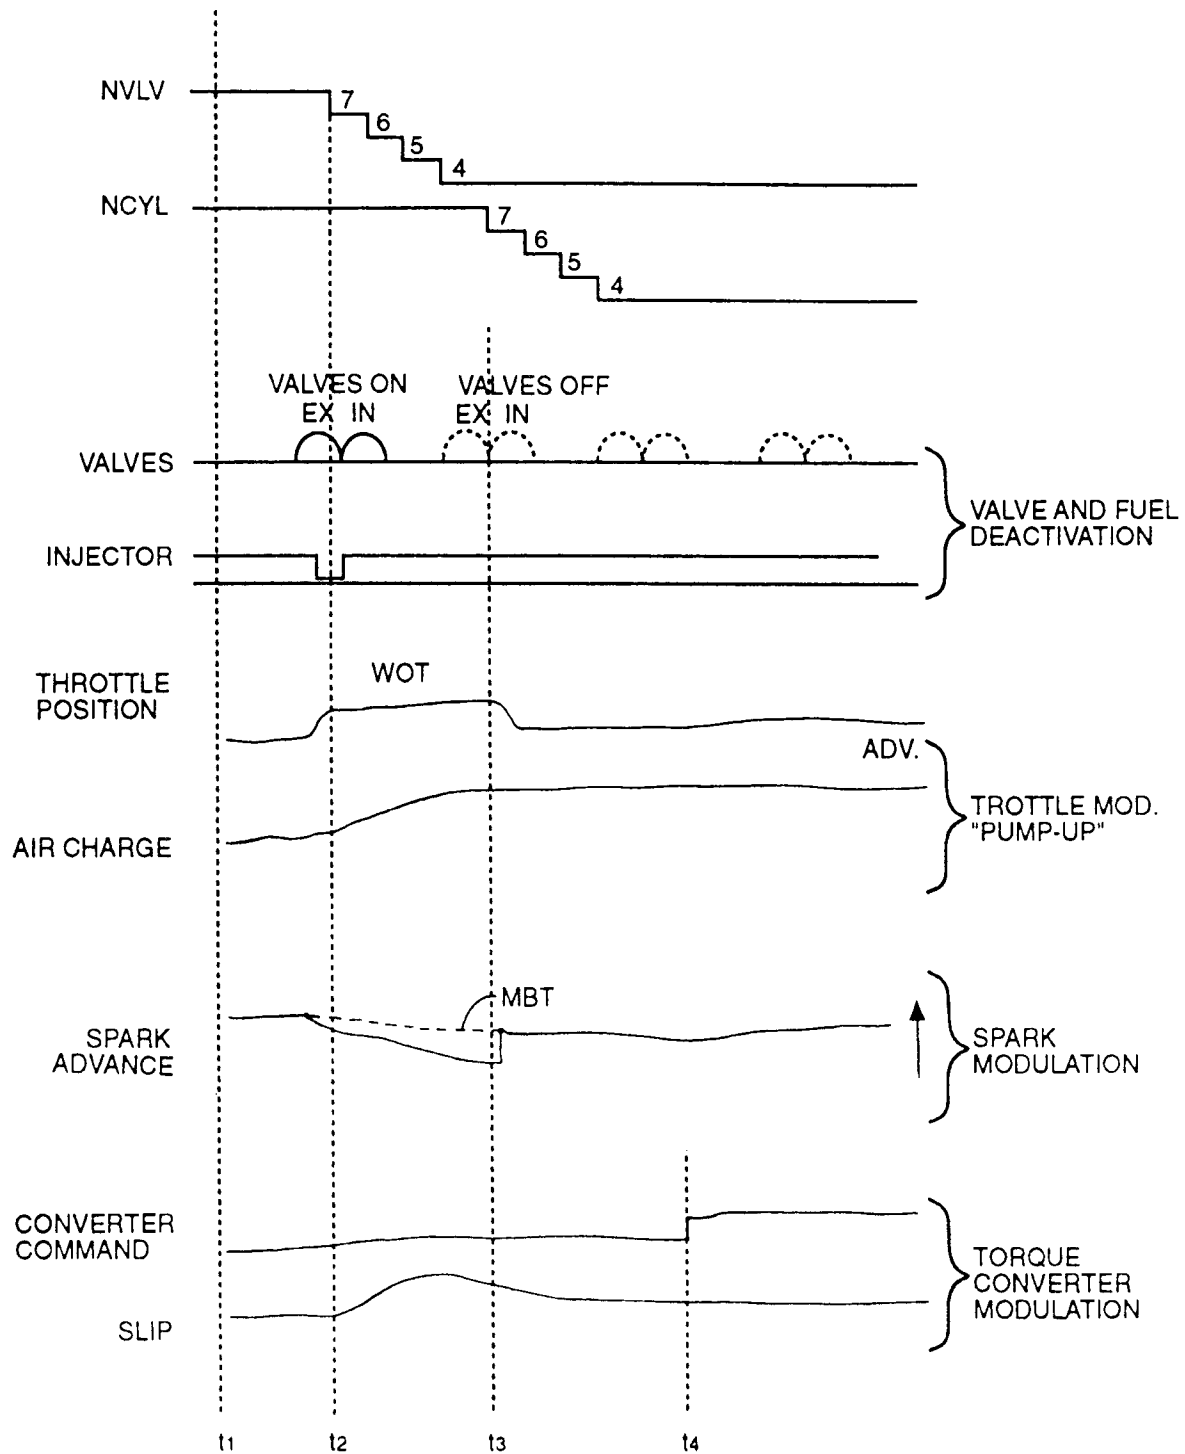 NVLV
7
6
5
4
NCYL
7
6
5
4
VALVES ON
EX IN
VALVES OFF
EX IN
VALVES
INJECTOR
VALVE AND FUEL
DEACTIVATION
THROTTLE
POSITION
WOT
ADV.
AIR CHARGE
TROTTLE MOD.
"PUMP-UP"
MBT
SPARK
ADVANCE
SPARK
MODULATION
CONVERTER
COMMAND
SLIP
TORQUE
CONVERTER
MODULATION
t1 t2 t3 t4